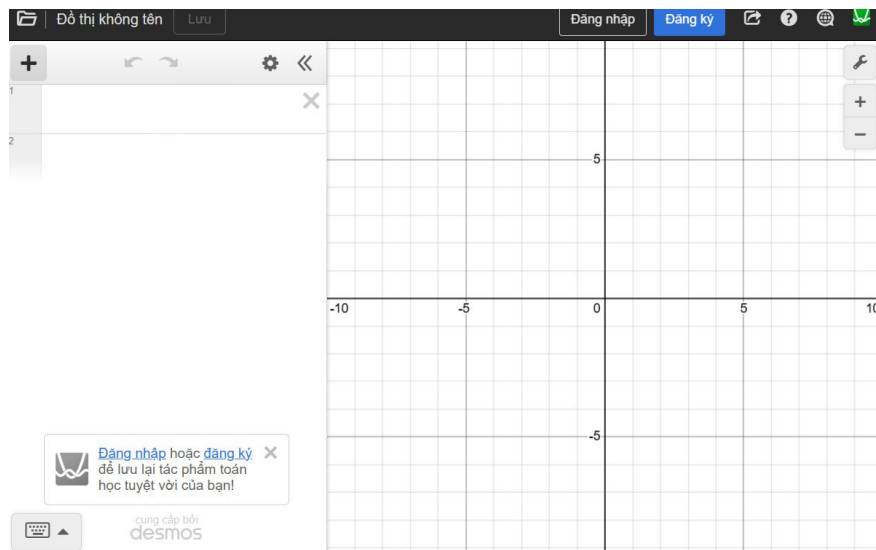 Đồ thị không tên
Lưu
Đăng nhập
Đăng ký
1
2
5
-10
-5
0
5
10
-5
Đăng nhập hoặc đăng ký
để lưu lại tác phẩm toán
học tuyệt vời của bạn!
cung cấp bởi
desmos